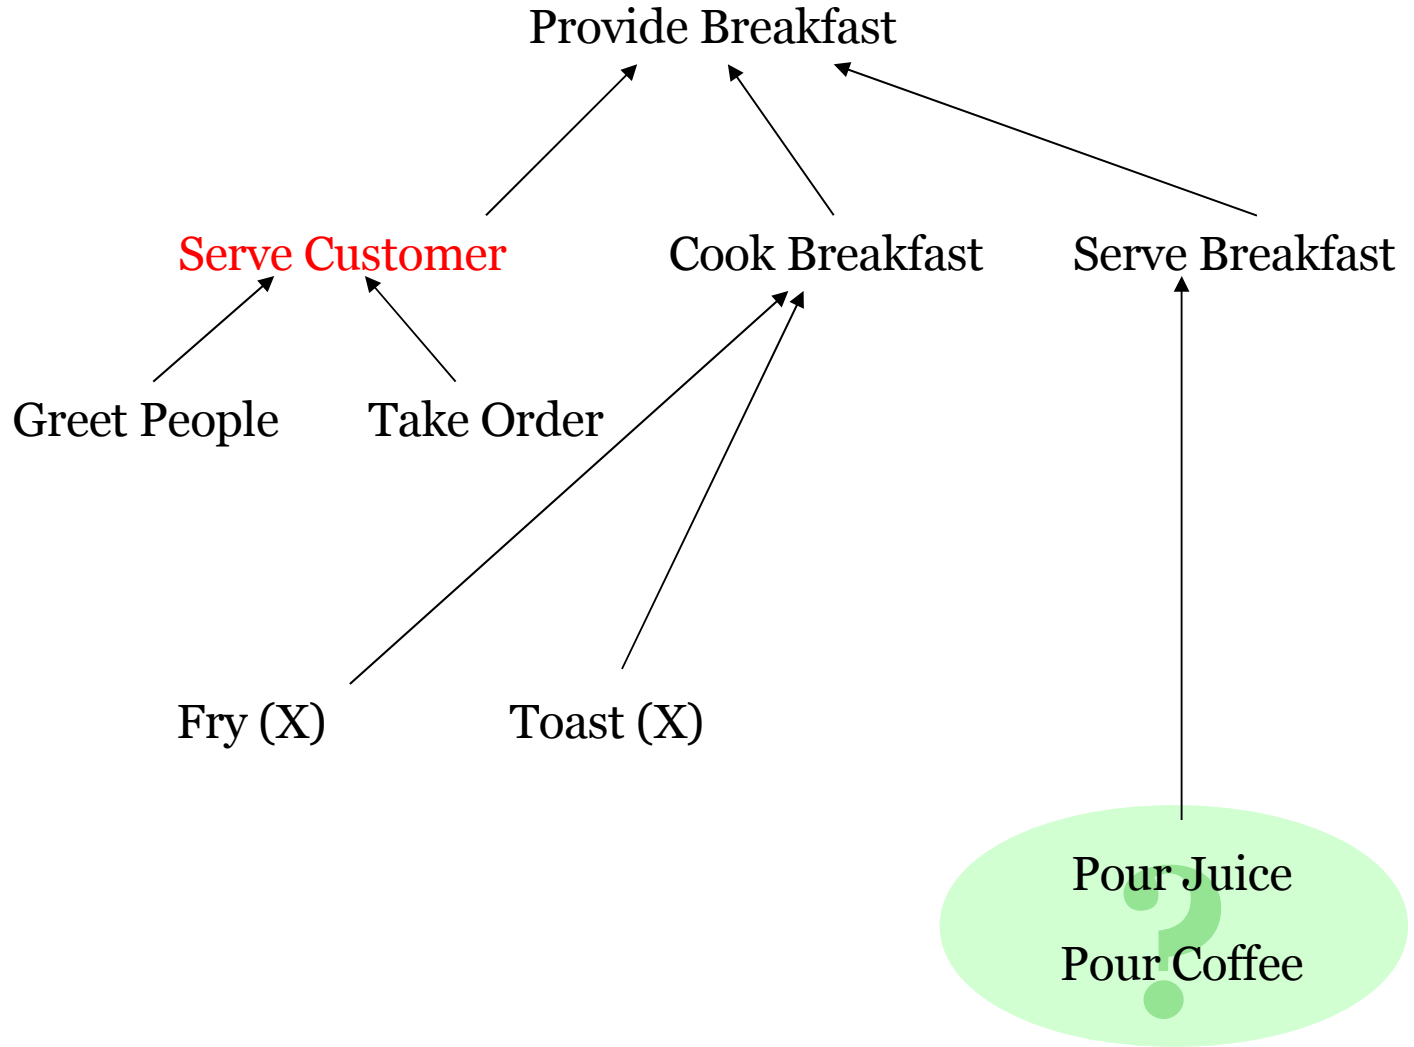 Provide Breakfast
Serve Customer
Cook Breakfast
Serve Breakfast
Greet People
Take Order
Fry (X)
Toast (X)
?
Pour Juice
Pour Coffee